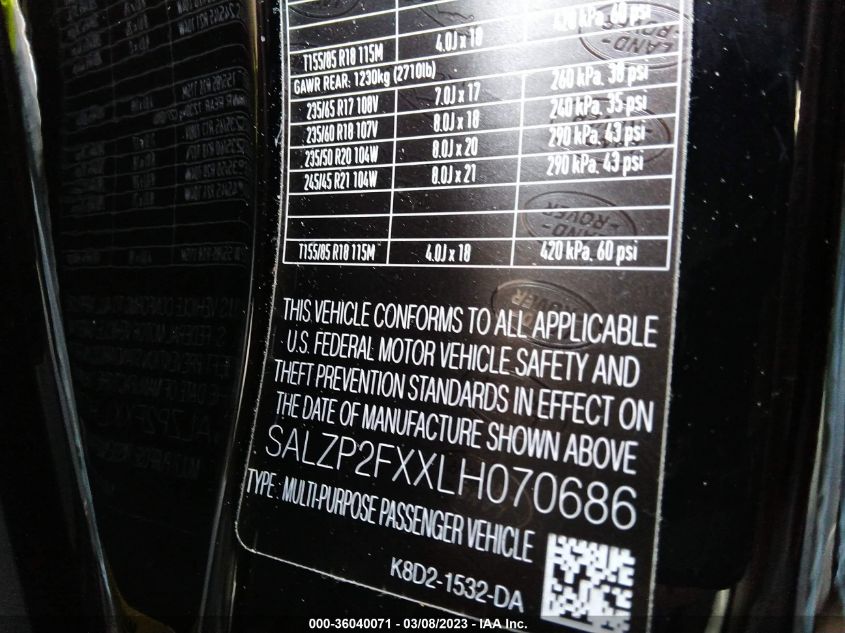 420 kPa, 60 psi
T155/85 R18 115M 4.0J x 18
GAWR REAR: 1230kg (2710lb)
235/65 R17 108V 7.0J x 17 260 kPa, 38 psi
235/60 R18 107V 8.0J x 18 240 kPa, 35 psi
235/50 R20 104W 8.0J x 20 290 kPa, 43 psi
245/45 R21 104W 8.0J x 21 290 kPa, 43 psi
T155/85 R18 115M 4.0J x 18 420 kPa, 60 psi
THIS VEHICLE CONFORMS TO ALL APPLICABLE
U.S. FEDERAL MOTOR VEHICLE SAFETY AND
THEFT PREVENTION STANDARDS IN EFFECT ON
THE DATE OF MANUFACTURE SHOWN ABOVE
SALZP2FXXLH070686
TYPE: MULTI-PURPOSE PASSENGER VEHICLE
K8D2-1532-DA
LAND-
ROVER
LAND-
ROVER
ROVER
000-36040071 - 03/08/2023 - IAA Inc.